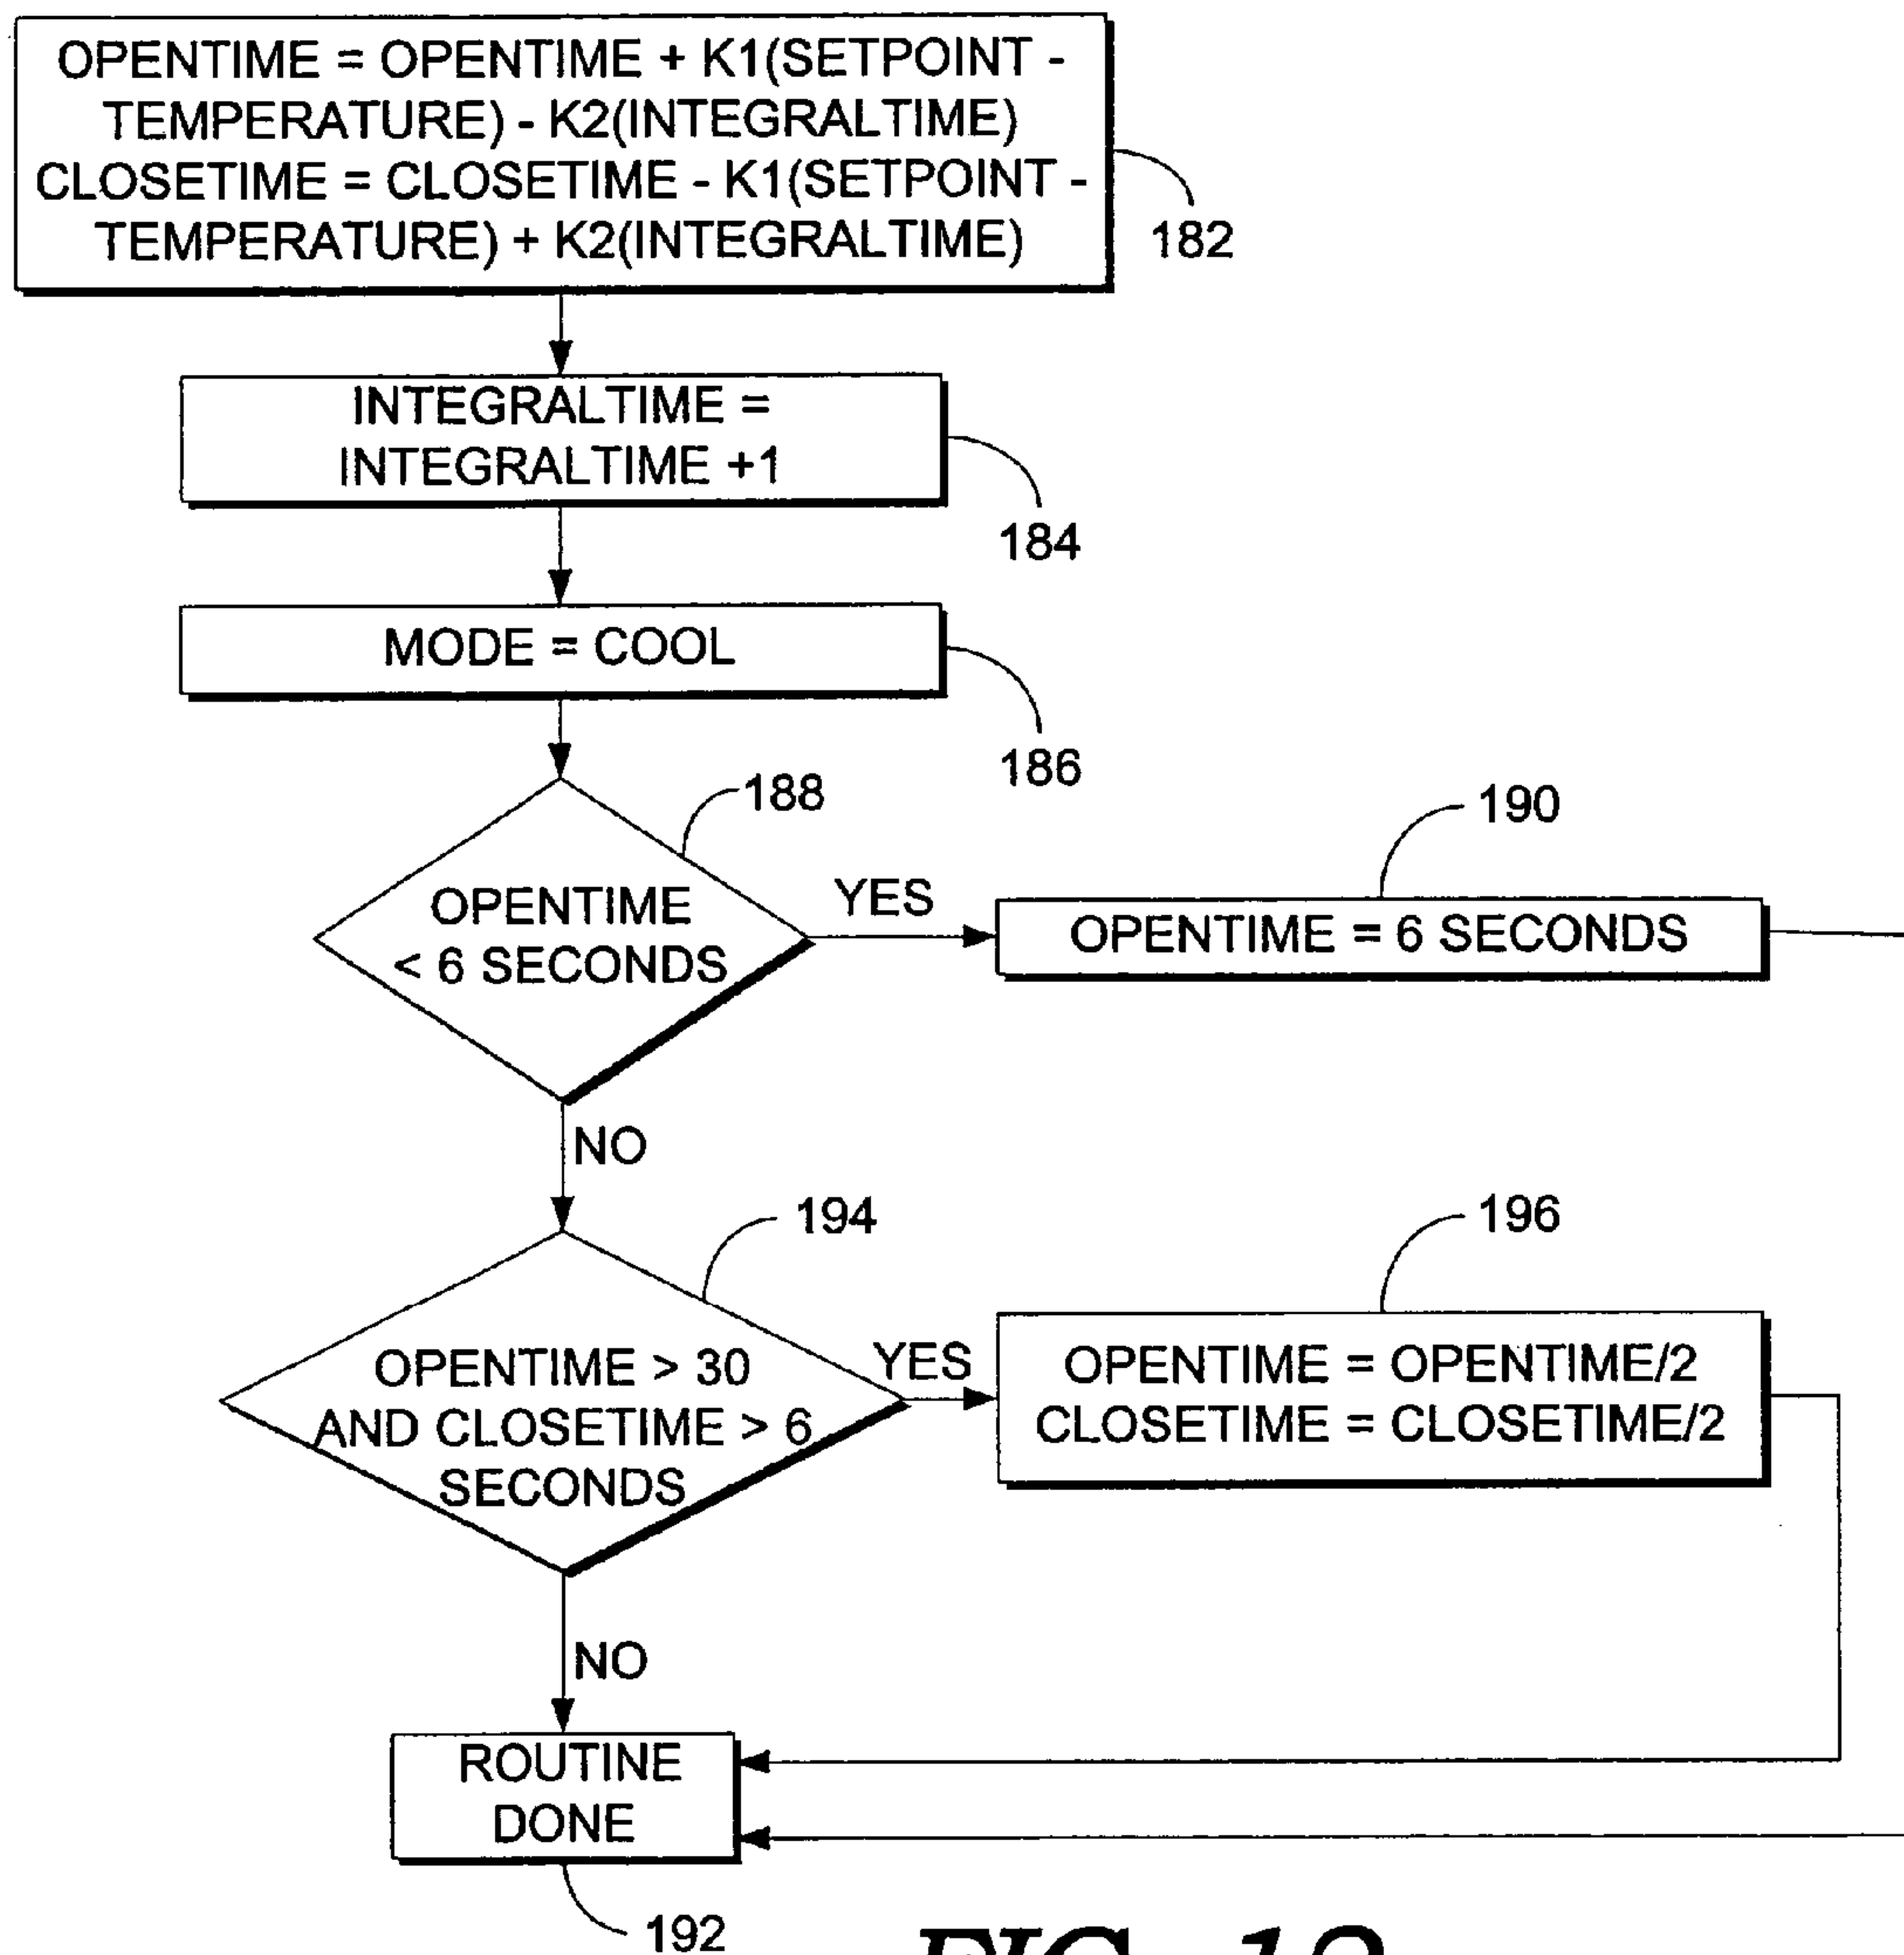 OPENTIME = OPENTIME + K1(SETPOINT -
TEMPERATURE) - K2(INTEGRALTIME)
CLOSETIME = CLOSETIME - K1(SETPOINT -
TEMPERATURE) + K2(INTEGRALTIME)
182
INTEGRALTIME =
INTEGRALTIME +1
184
MODE = COOL
186
188
OPENTIME
< 6 SECONDS
YES
190
OPENTIME = 6 SECONDS
NO
194
OPENTIME > 30
AND CLOSETIME > 6
SECONDS
YES
196
OPENTIME = OPENTIME/2
CLOSETIME = CLOSETIME/2
NO
ROUTINE
DONE
192
FIG.